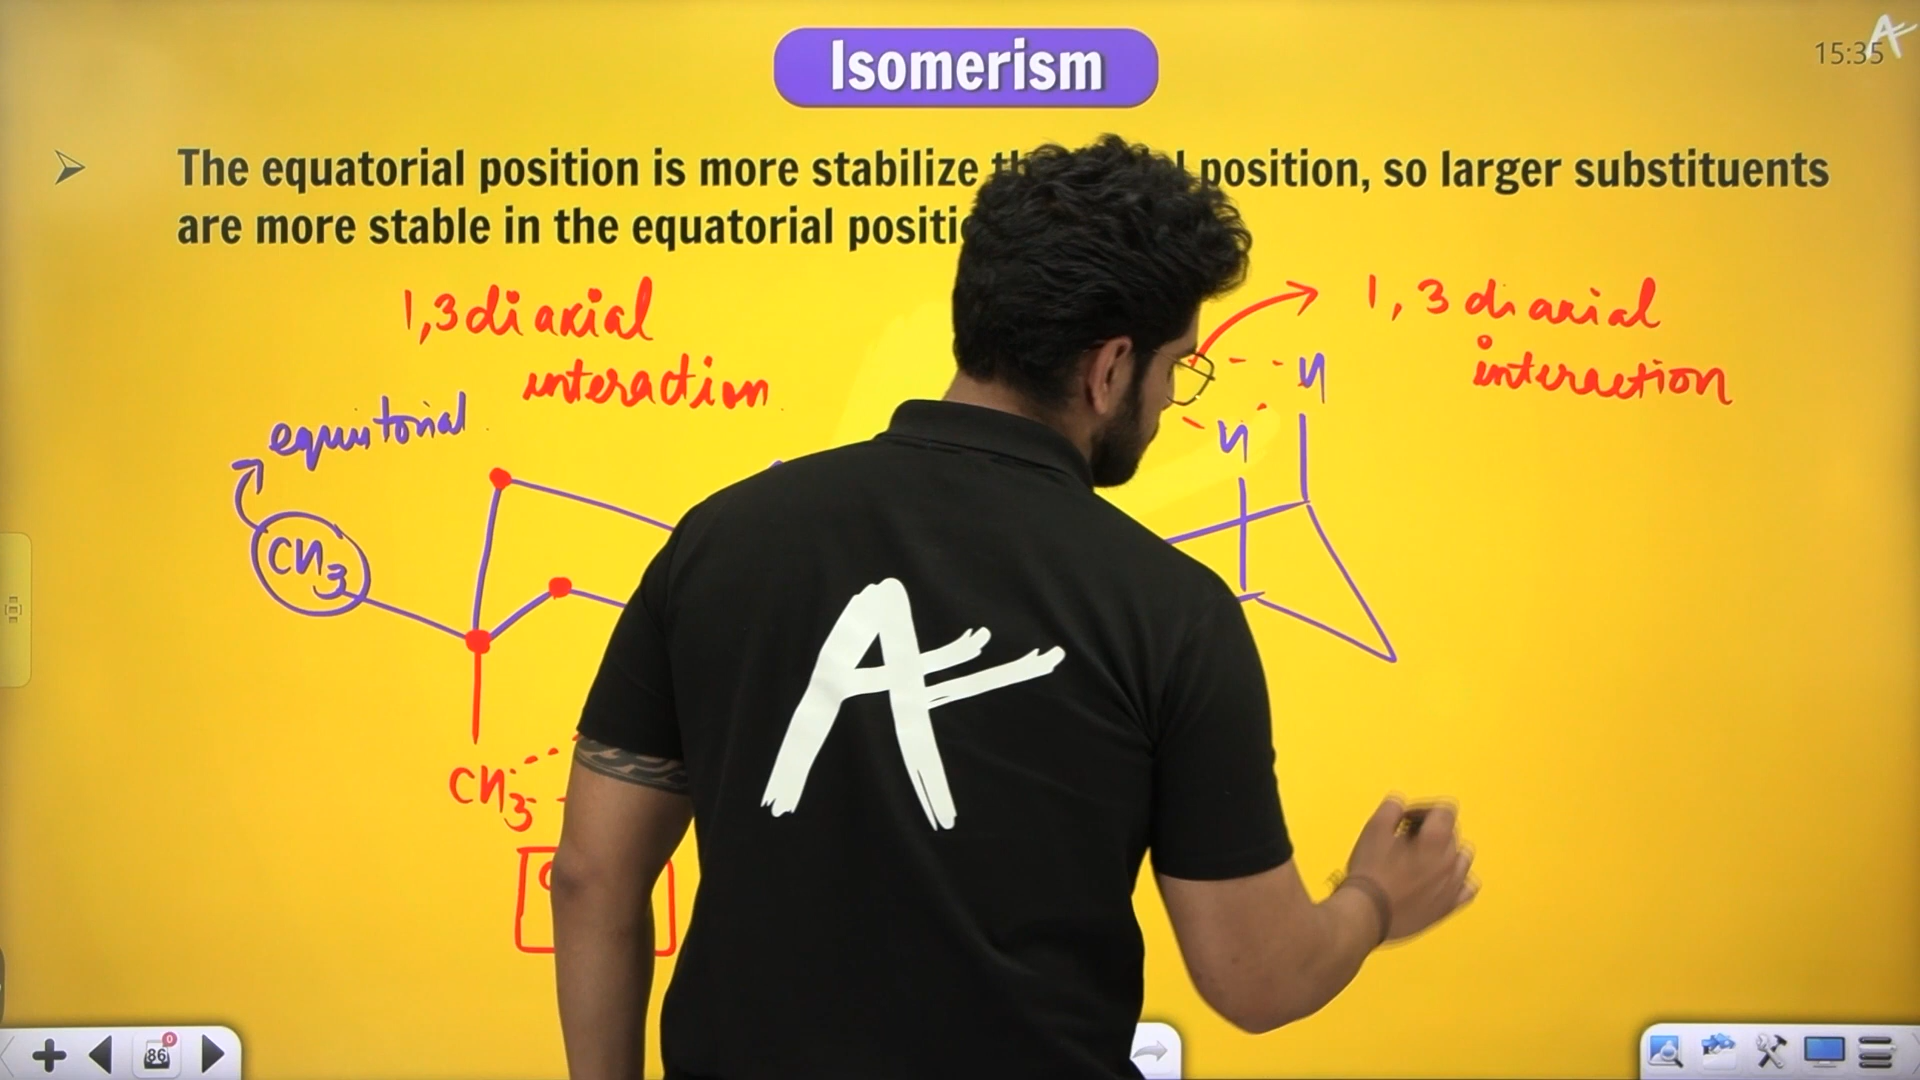 Isomerism
15:35
The equatorial position is more stabilize position, so larger substituents
are more stable in the equatorial
1,3 diaxial
interaction
1,3 diaxial
interaction
equitorial
H
H
CH3
CH3
86
0